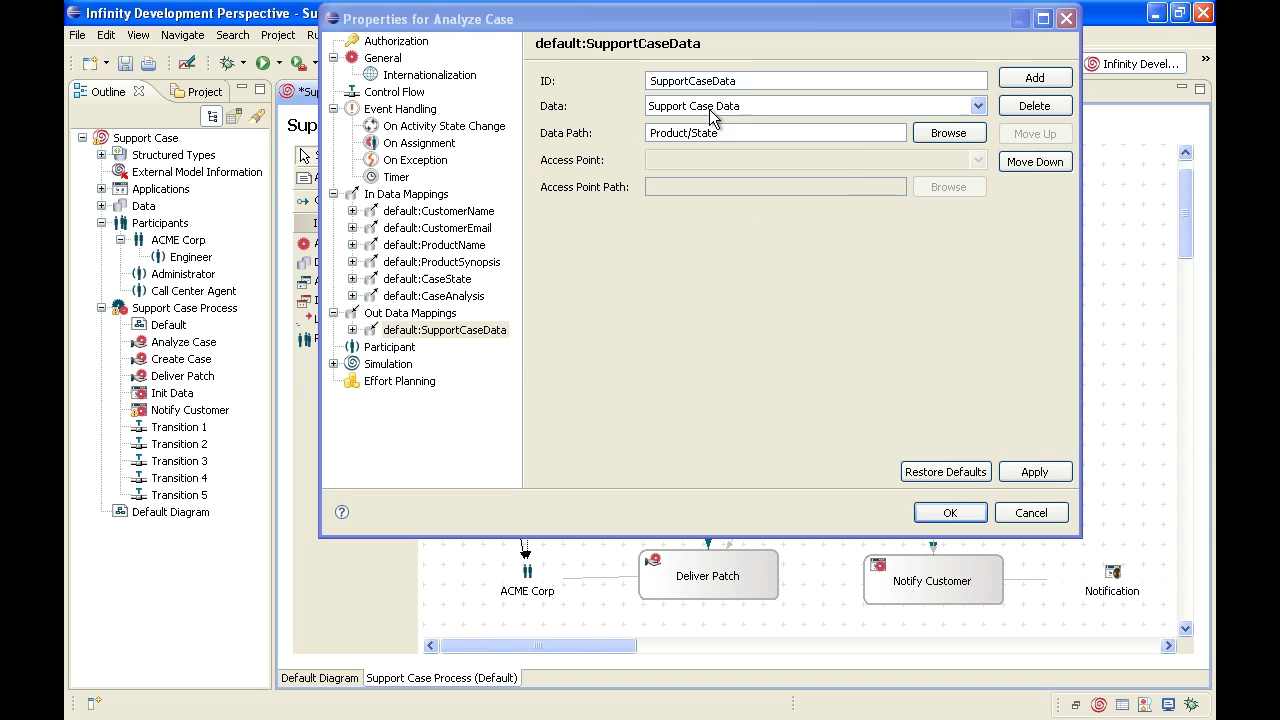 Infinity Development Perspective - Su
Properties for Analyze Case
File Edit View Navigate Search Project Ru
Infinity Devel...
»
Outline
Project
Support Case
Structured Types
External Model Information
Applications
Data
Participants
ACME Corp
Engineer
Administrator
Call Center Agent
Support Case Process
Default
Analyze Case
Create Case
Deliver Patch
Init Data
Notify Customer
Transition 1
Transition 2
Transition 3
Transition 4
Transition 5
Default Diagram
*Sup
Sup
Authorization
General
Internationalization
Control Flow
Event Handling
On Activity State Change
On Assignment
On Exception
Timer
In Data Mappings
default:CustomerName
default:CustomerEmail
default:ProductName
default:ProductSynopsis
default:CaseState
default:CaseAnalysis
Out Data Mappings
default:SupportCaseData
Participant
Simulation
Effort Planning
default:SupportCaseData
ID: SupportCaseData
Add
Data: Support Case Data
Delete
Data Path: Product/State Browse
Move Up
Access Point:
Move Down
Access Point Path: Browse
Restore Defaults Apply
OK Cancel
ACME Corp
Deliver Patch
Notify Customer
Notification
Default Diagram Support Case Process (Default)